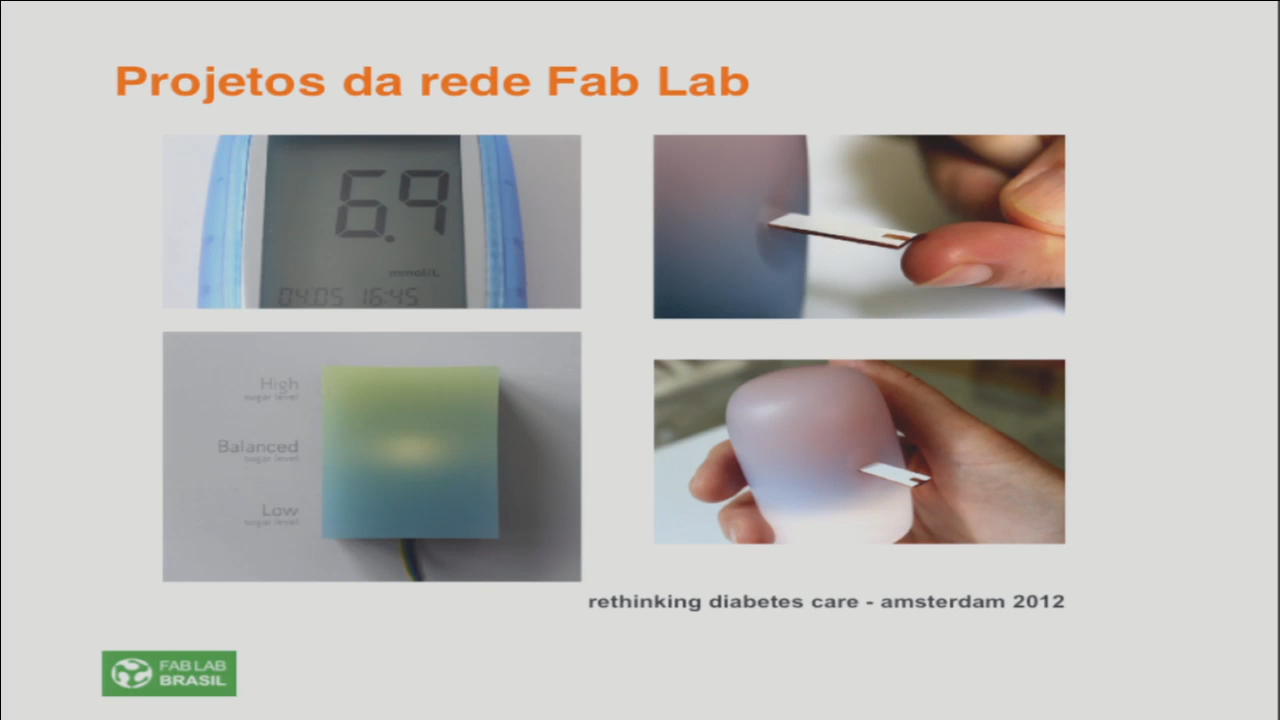 Projetos da rede Fab Lab
6.9
mmol/L
04.05 16:45
High
sugar level
Balanced
sugar level
Low
sugar level
rethinking diabetes care - amsterdam 2012
FAB LAB
BRASIL